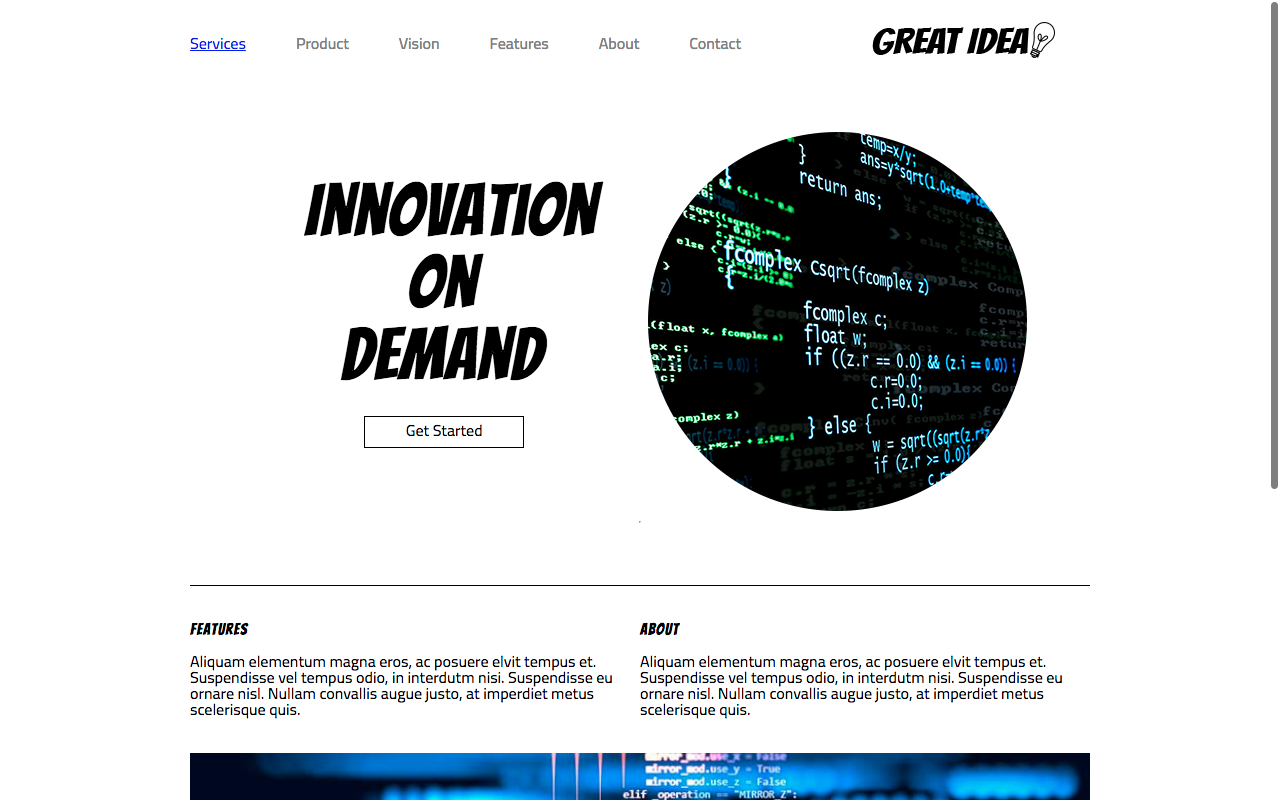 Services Product Vision Features About Contact GREAT IDEA
INNOVATION
ON
DEMAND
Get Started
temp=x/y;
ans=y*sqrt(1.0+temp*
}
return ans;
fcomplex Csqrt(fcomplex z)
{
fcomplex c;
float w;
if ((z.r == 0.0) && (z.i == 0.0)) {
c.r=0.0;
c.i=0.0;
} else {
w = sqrt((sqrt(z.r*z
if (z.r >= 0.0){
(float x, fcomplex a)
FEATURES
Aliquam elementum magna eros, ac posuere elvit tempus et.
Suspendisse vel tempus odio, in interdutm nisi. Suspendisse eu
ornare nisl. Nullam convallis augue justo, at imperdiet metus
scelerisque quis.
ABOUT
Aliquam elementum magna eros, ac posuere elvit tempus et.
Suspendisse vel tempus odio, in interdutm nisi. Suspendisse eu
ornare nisl. Nullam convallis augue justo, at imperdiet metus
scelerisque quis.
mirror_mod.use_x = False
mirror_mod.use_y = True
mirror_mod.use_z = False
elif _operation == "MIRROR_Z":